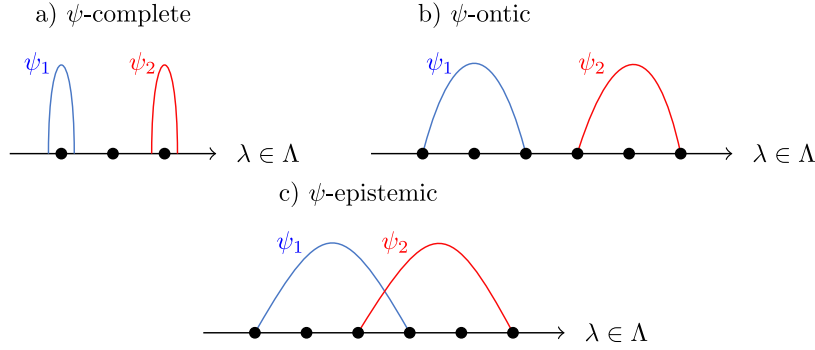 a) ψ-complete
ψ₁
ψ₂
λ ∈ Λ
b) ψ-ontic
ψ₁
ψ₂
λ ∈ Λ
c) ψ-epistemic
ψ₁
ψ₂
λ ∈ Λ